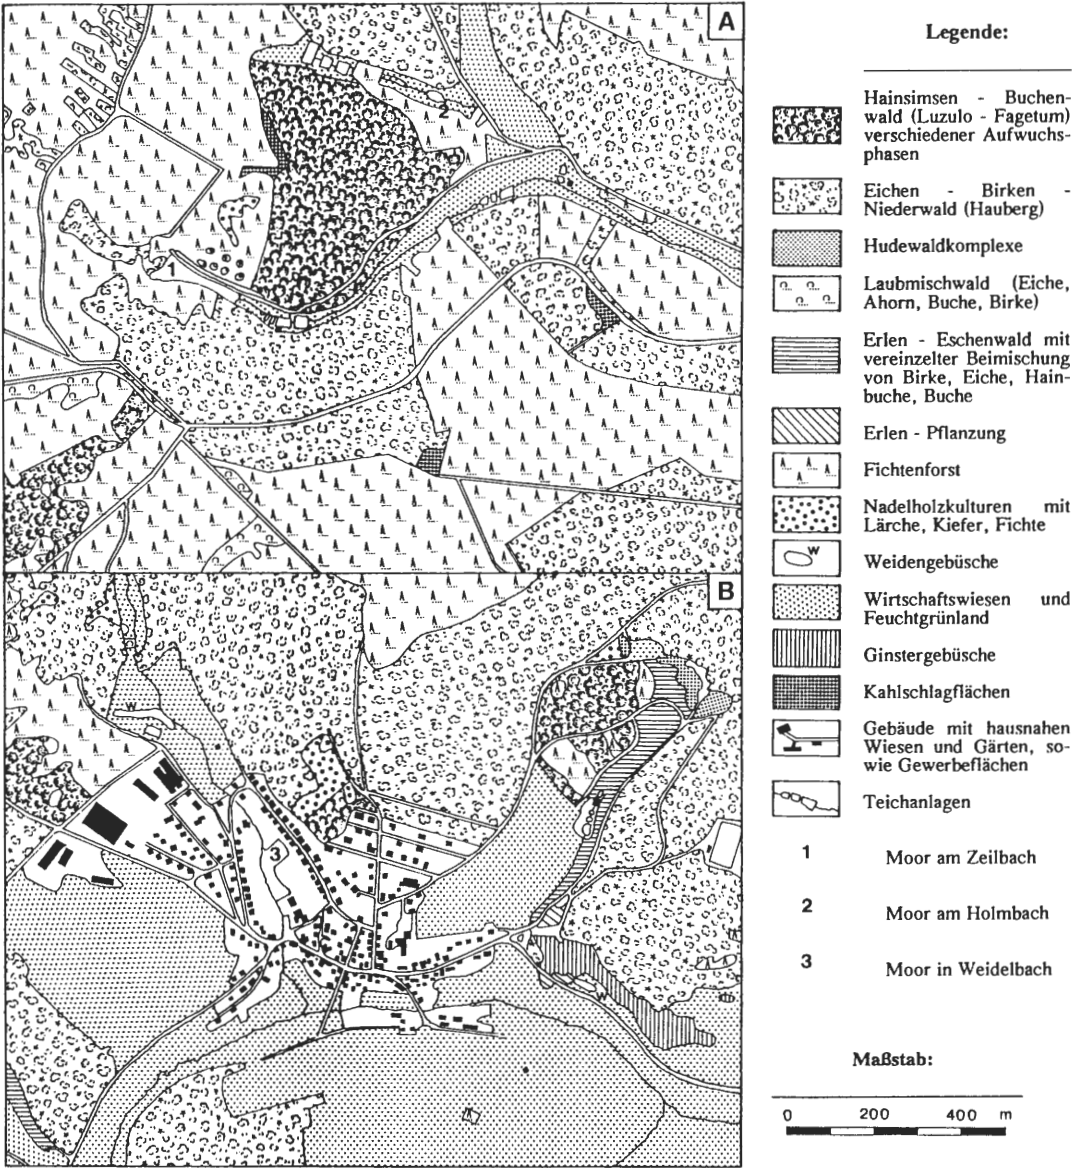 A
1
2
B
W
3
W
Legende:
Hainsimsen - Buchen-
wald (Luzulo - Fagetum)
verschiedener Aufwuchs-
phasen
Eichen - Birken -
Niederwald (Hauberg)
Hudewaldkomplexe
Laubmischwald (Eiche,
Ahorn, Buche, Birke)
Erlen - Eschenwald mit
vereinzelter Beimischung
von Birke, Eiche, Hain-
buche, Buche
Erlen - Pflanzung
Fichtenforst
Nadelholzkulturen mit
Lärche, Kiefer, Fichte
W
Weidengebüsche
Wirtschaftswiesen und
Feuchtgrünland
Ginstergebüsche
Kahlschlagflächen
Gebäude mit hausnahen
Wiesen und Gärten, so-
wie Gewerbeflächen
Teichanlagen
1 Moor am Zeilbach
2 Moor am Holmbach
3 Moor in Weidelbach
Maßstab:
0 200 400 m